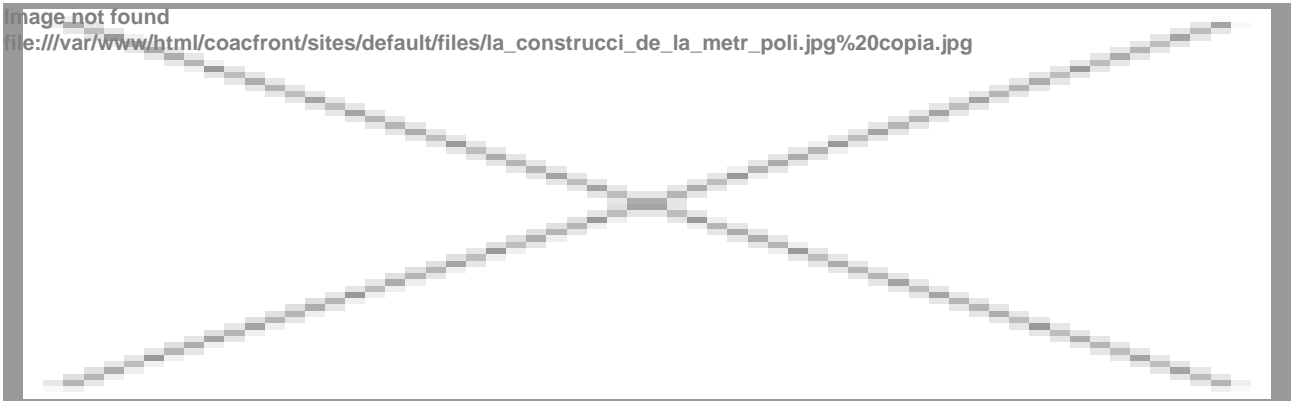 Image not found
file:///var/www/html/coacfront/sites/default/files/la_construcci_de_la_metr_poli.jpg%20copia.jpg